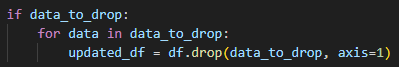 if data_to_drop:
    for data in data_to_drop:
        updated_df = df.drop(data_to_drop, axis=1)